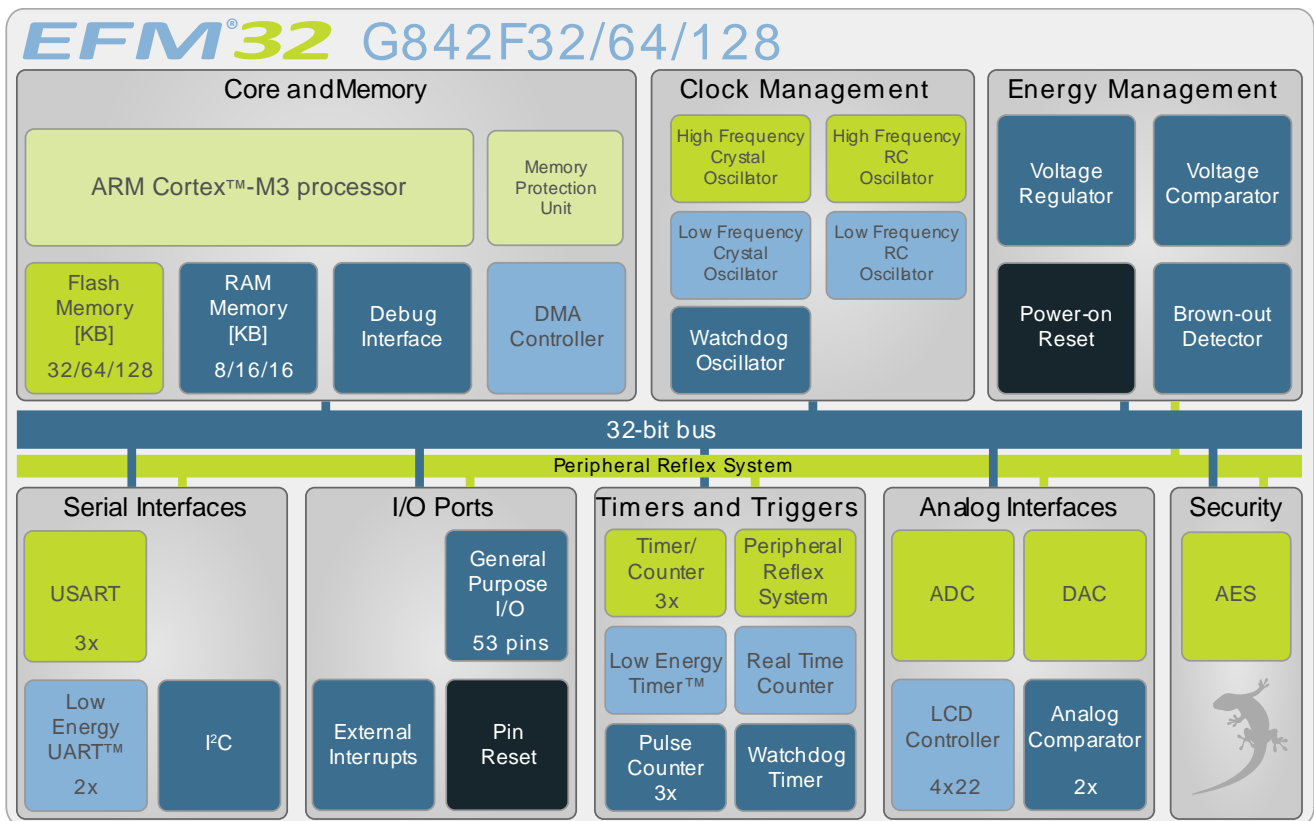 EFM®32 G842F32/64/128
Core and Memory
ARM Cortex™-M3 processor
Memory
Protection
Unit
Flash
Memory
[KB]
32/64/128
RAM
Memory
[KB]
8/16/16
Debug
Interface
DMA
Controller
Clock Management
High Frequency
Crystal
Oscillator
High Frequency
RC
Oscillator
Low Frequency
Crystal
Oscillator
Low Frequency
RC
Oscillator
Watchdog
Oscillator
Energy Management
Voltage
Regulator
Voltage
Comparator
Power-on
Reset
Brown-out
Detector
32-bit bus
Peripheral Reflex System
Serial Interfaces
USART
3x
Low
Energy
UART™
2x
I²C
I/O Ports
General
Purpose
I/O
53 pins
External
Interrupts
Pin
Reset
Timers and Triggers
Timer/
Counter
3x
Peripheral
Reflex
System
Low Energy
Timer™
Real Time
Counter
Pulse
Counter
3x
Watchdog
Timer
Analog Interfaces
ADC
DAC
LCD
Controller
4x22
Analog
Comparator
2x
Security
AES